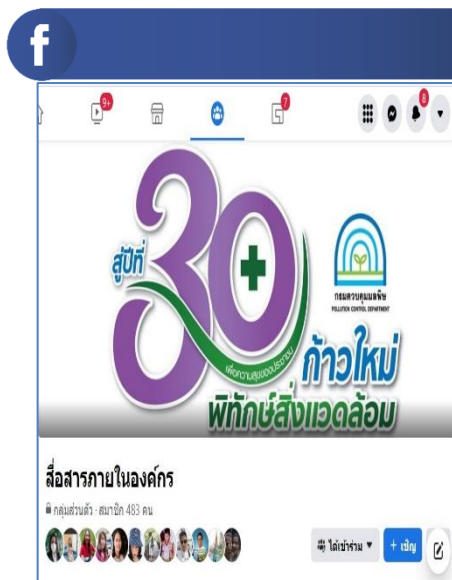 f
9+
7
8
สู่ปีที่
30
+
เพื่อความสุขของประชาชน
กรมควบคุมมลพิษ
POLLUTION CONTROL DEPARTMENT
ก้าวใหม่
พิทักษ์สิ่งแวดล้อม
สื่อสารภายในองค์กร
กลุ่มส่วนตัว · สมาชิก 483 คน
ได้เข้าร่วม
+ เชิญ